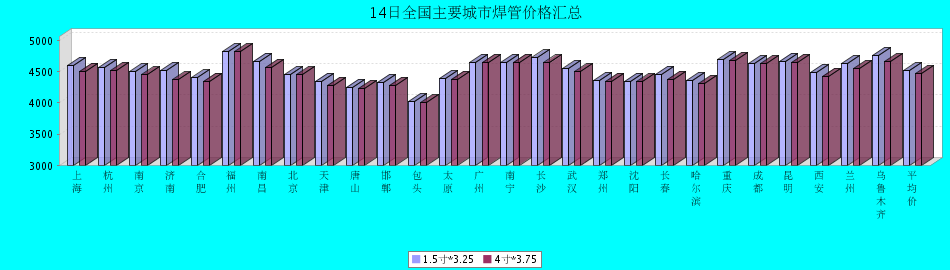 14日全国主要城市焊管价格汇总
5000
4500
4000
3500
3000
上海
杭州
南京
济南
合肥
福州
南昌
北京
天津
唐山
邯郸
包头
太原
广州
南宁
长沙
武汉
郑州
沈阳
长春
哈尔滨
重庆
成都
昆明
西安
兰州
乌鲁木齐
平均价
1.5寸*3.25
4寸*3.75